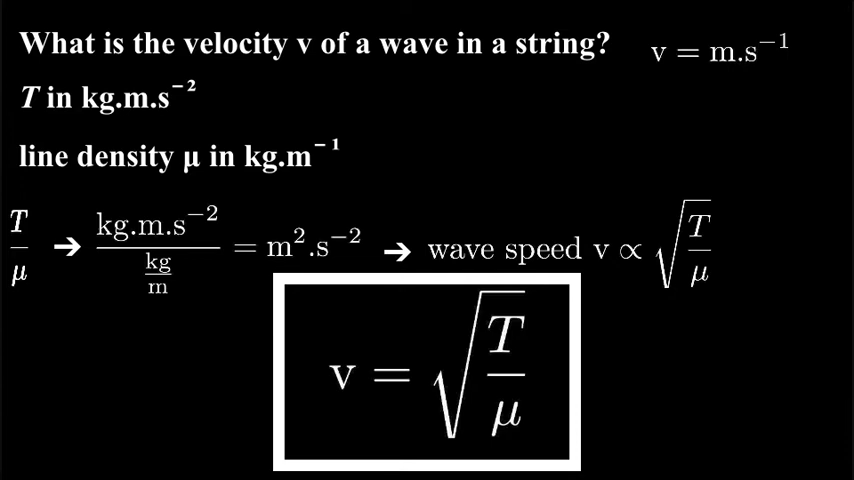 What is the velocity v of a wave in a string? v = m.s⁻¹
T in kg.m.s⁻²
line density μ in kg.m⁻¹
T/μ ➔ kg.m.s⁻²/(kg/m) = m².s⁻² ➔ wave speed v ∝ √(T/μ)
v = √(T/μ)